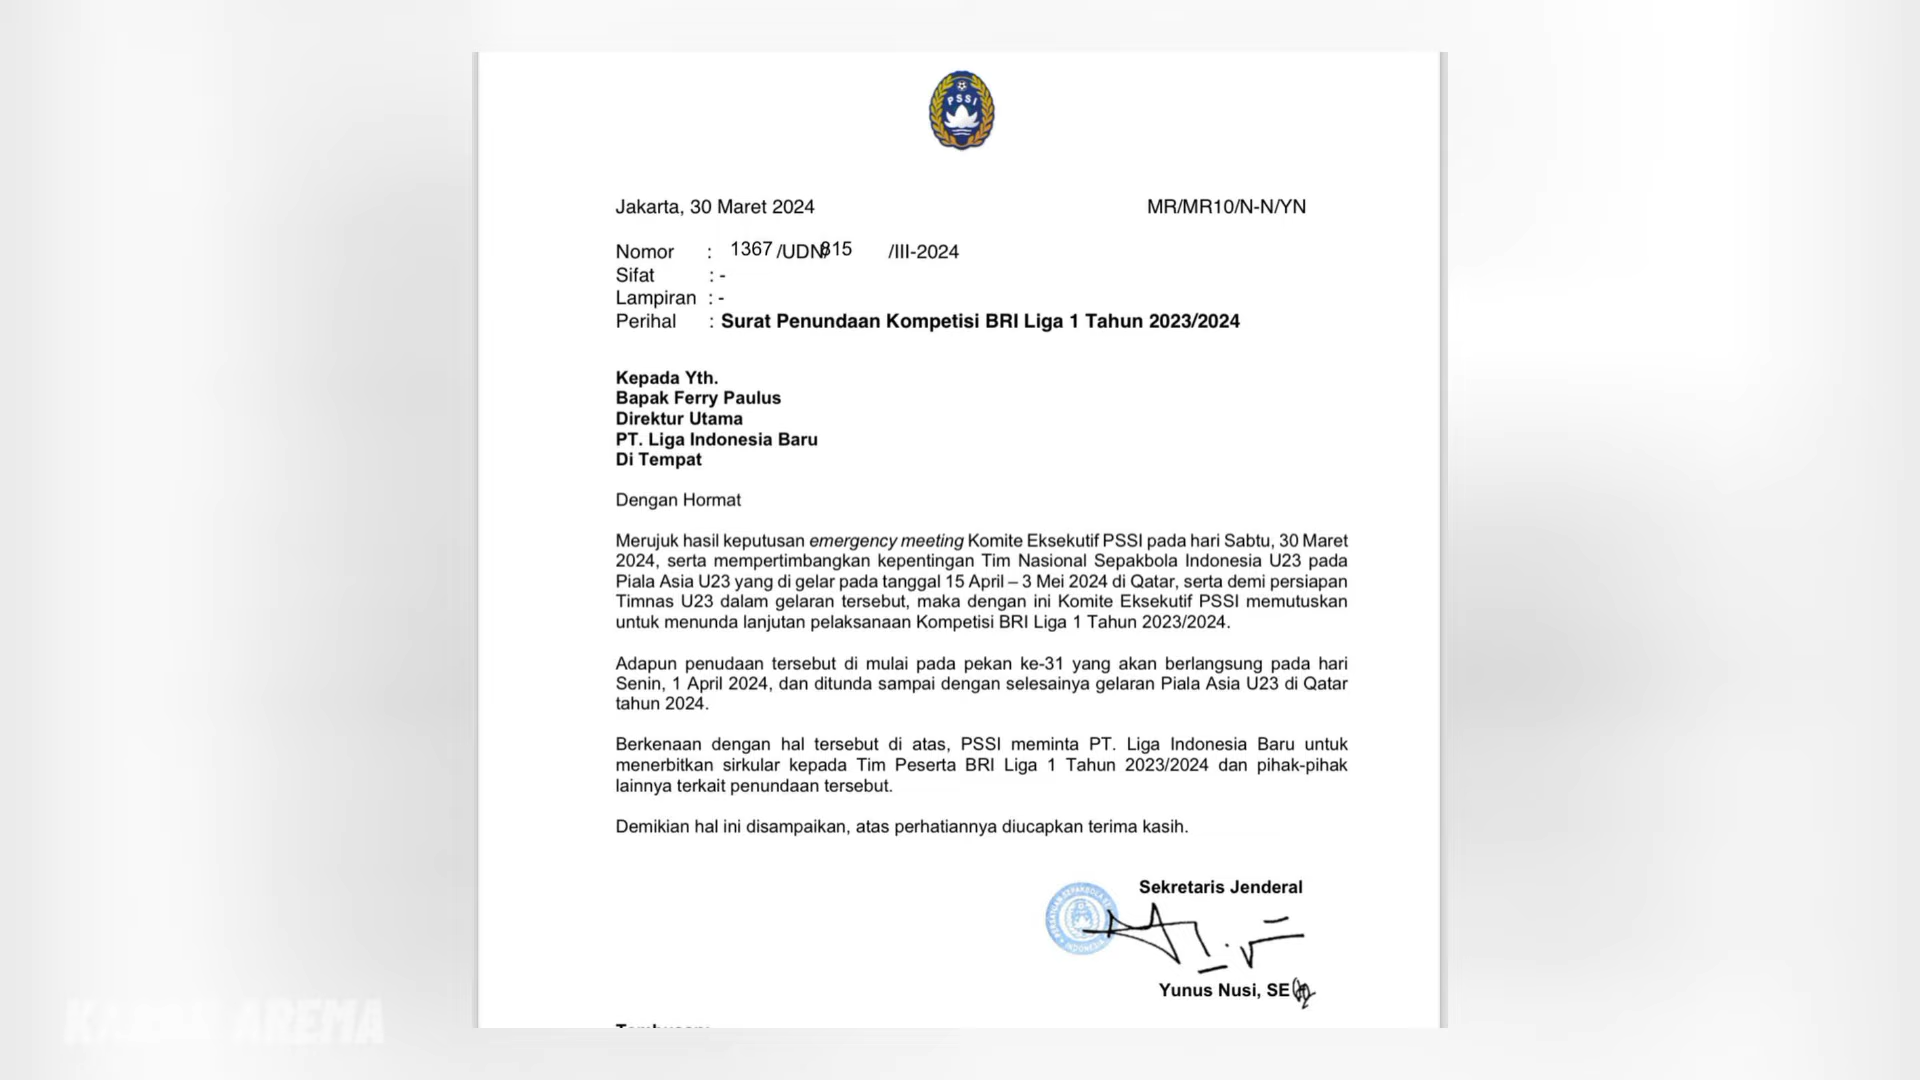 PSSI
Jakarta, 30 Maret 2024 MR/MR10/N-N/YN
Nomor : 1367 /UDN/815 /III-2024
Sifat : -
Lampiran : -
Perihal : Surat Penundaan Kompetisi BRI Liga 1 Tahun 2023/2024
Kepada Yth.
Bapak Ferry Paulus
Direktur Utama
PT. Liga Indonesia Baru
Di Tempat
Dengan Hormat
Merujuk hasil keputusan emergency meeting Komite Eksekutif PSSI pada hari Sabtu, 30 Maret
2024, serta mempertimbangkan kepentingan Tim Nasional Sepakbola Indonesia U23 pada
Piala Asia U23 yang di gelar pada tanggal 15 April – 3 Mei 2024 di Qatar, serta demi persiapan
Timnas U23 dalam gelaran tersebut, maka dengan ini Komite Eksekutif PSSI memutuskan
untuk menunda lanjutan pelaksanaan Kompetisi BRI Liga 1 Tahun 2023/2024.
Adapun penudaan tersebut di mulai pada pekan ke-31 yang akan berlangsung pada hari
Senin, 1 April 2024, dan ditunda sampai dengan selesainya gelaran Piala Asia U23 di Qatar
tahun 2024.
Berkenaan dengan hal tersebut di atas, PSSI meminta PT. Liga Indonesia Baru untuk
menerbitkan sirkular kepada Tim Peserta BRI Liga 1 Tahun 2023/2024 dan pihak-pihak
lainnya terkait penundaan tersebut.
Demikian hal ini disampaikan, atas perhatiannya diucapkan terima kasih.
Sekretaris Jenderal
Yunus Nusi, SE
AREMA